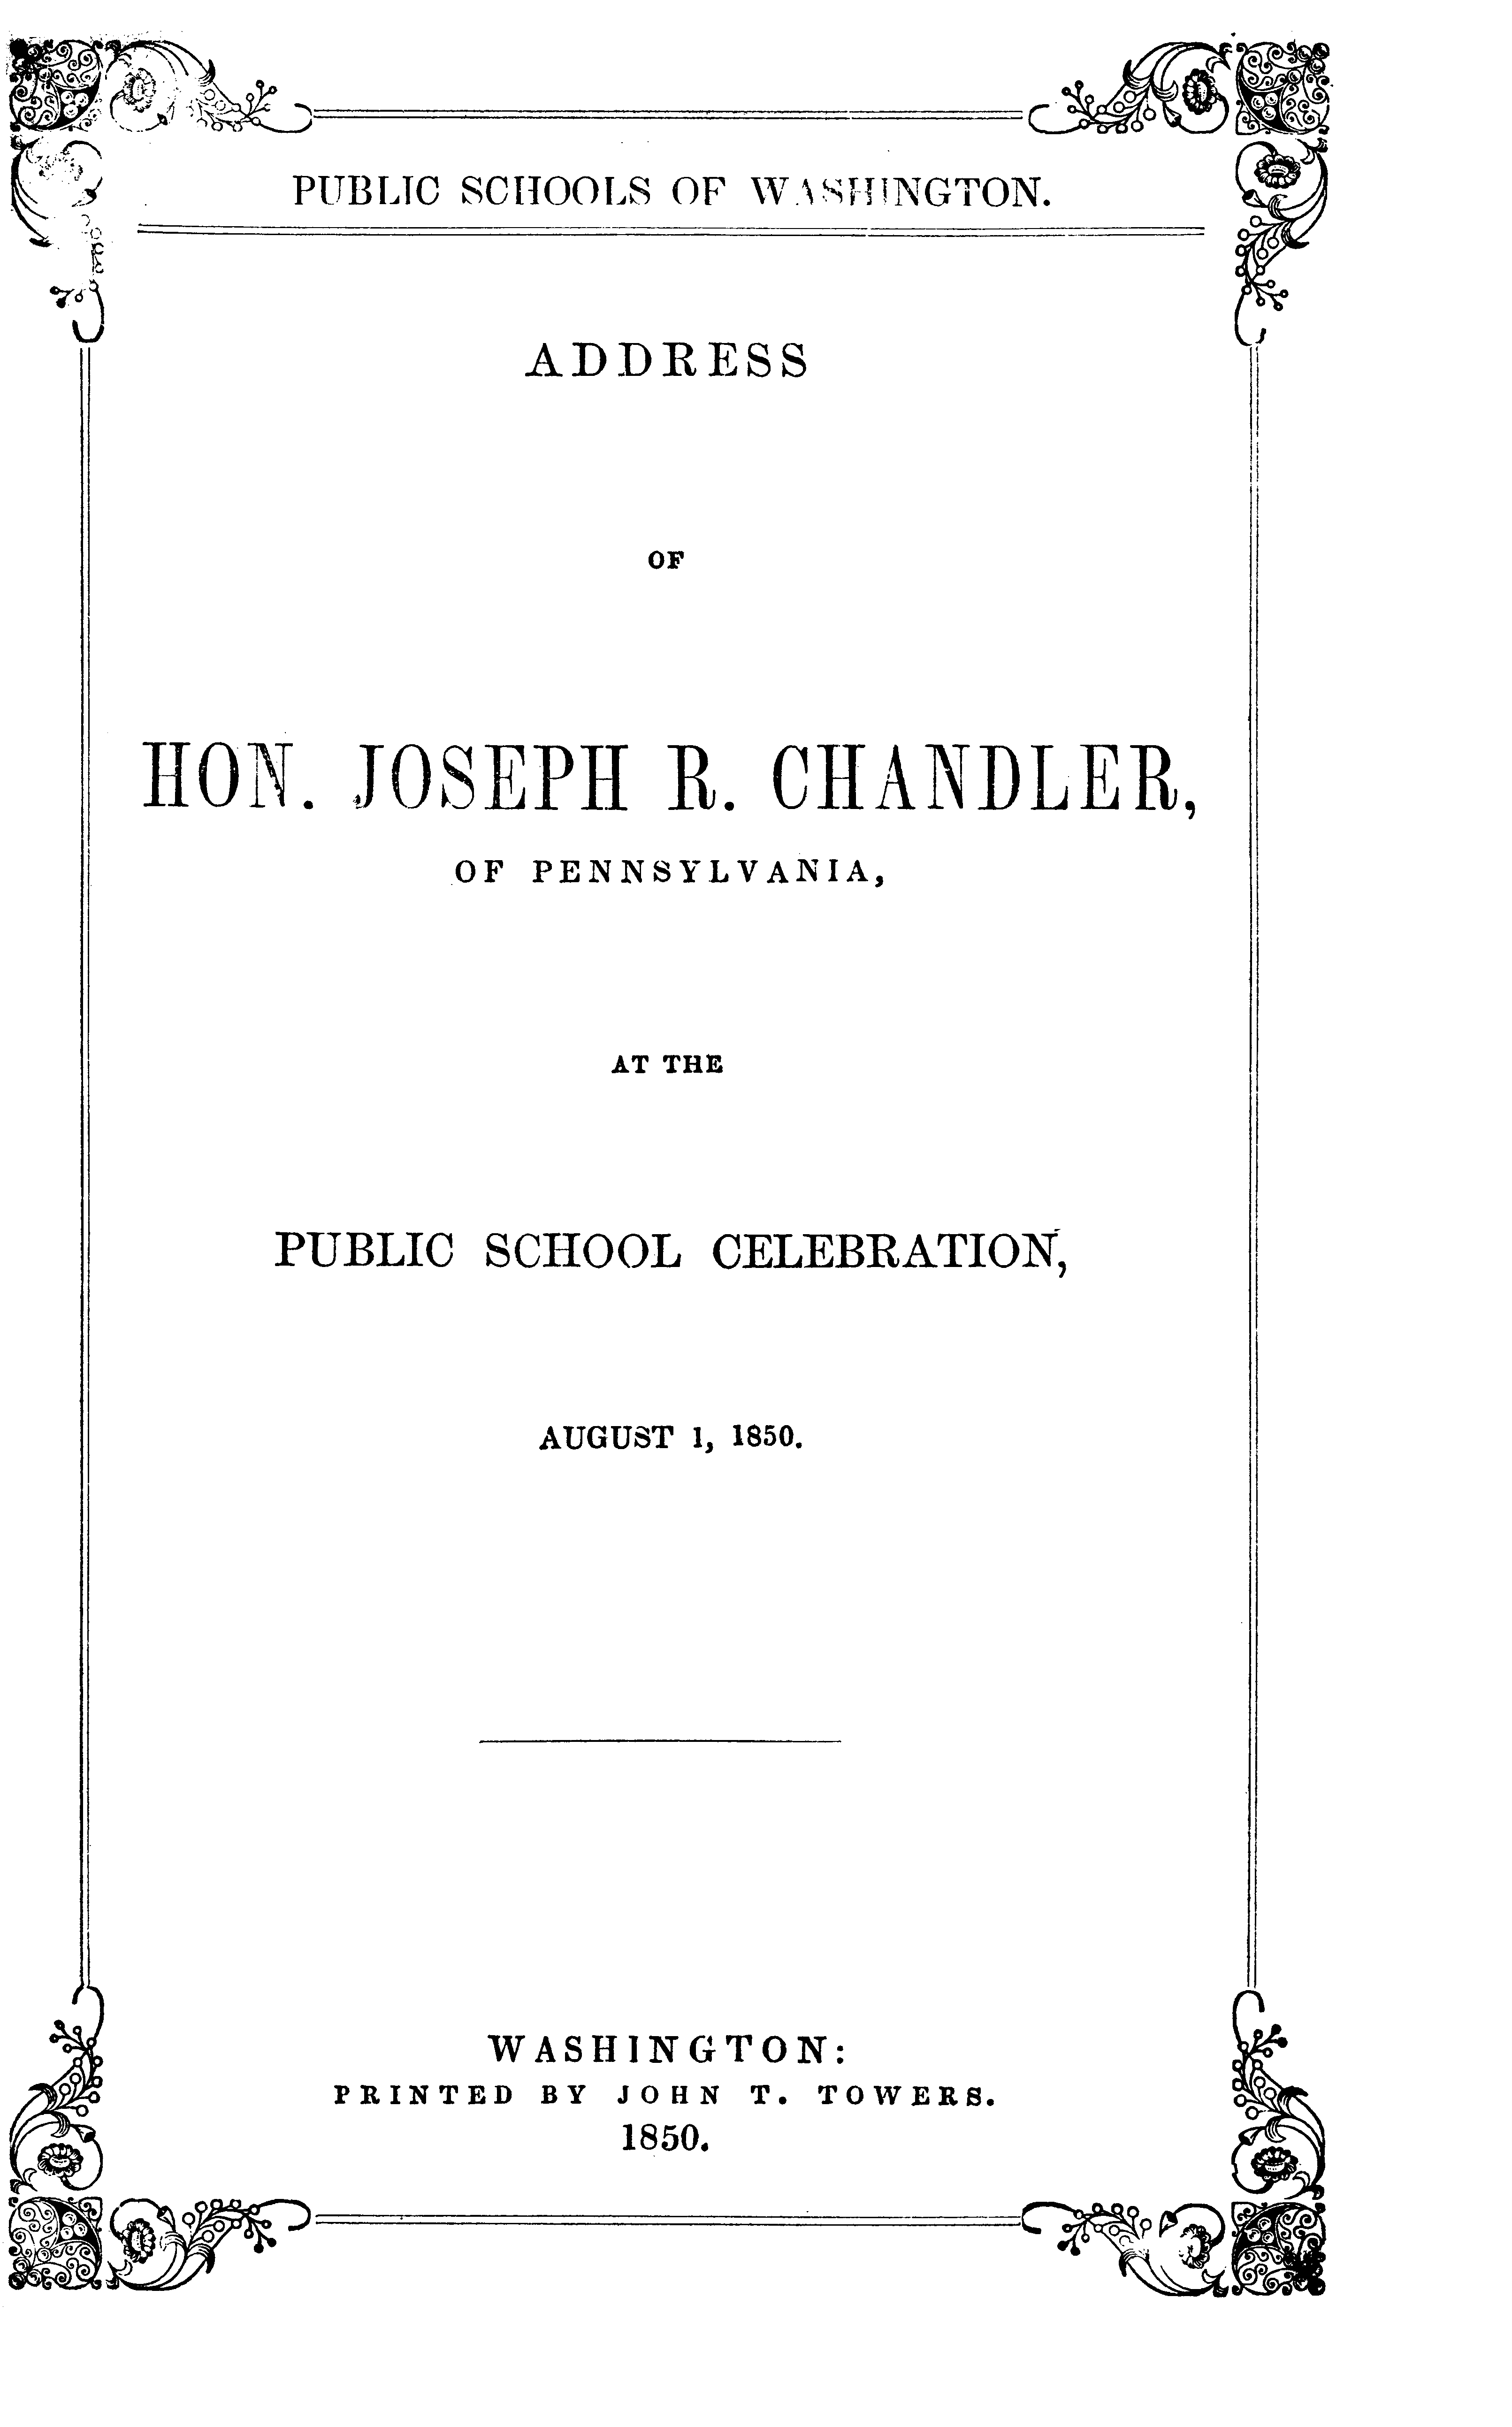 PUBLIC SCHOOLS OF WASHINGTON.
ADDRESS
OF
HON. JOSEPH R. CHANDLER,
OF PENNSYLVANIA,
AT THE
PUBLIC SCHOOL CELEBRATION,
AUGUST 1, 1850.
WASHINGTON:
PRINTED BY JOHN T. TOWERS.
1850.